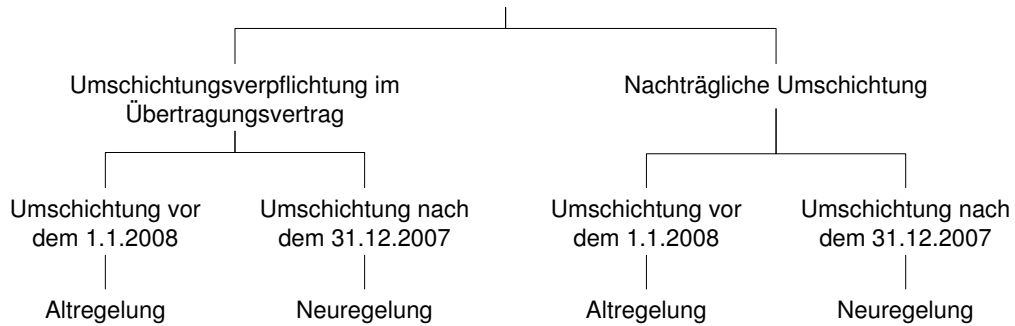 Umschichtungsverpflichtung im
Übertragungsvertrag
Nachträgliche Umschichtung
Umschichtung vor
dem 1.1.2008
Umschichtung nach
dem 31.12.2007
Umschichtung vor
dem 1.1.2008
Umschichtung nach
dem 31.12.2007
Altregelung
Neuregelung
Altregelung
Neuregelung